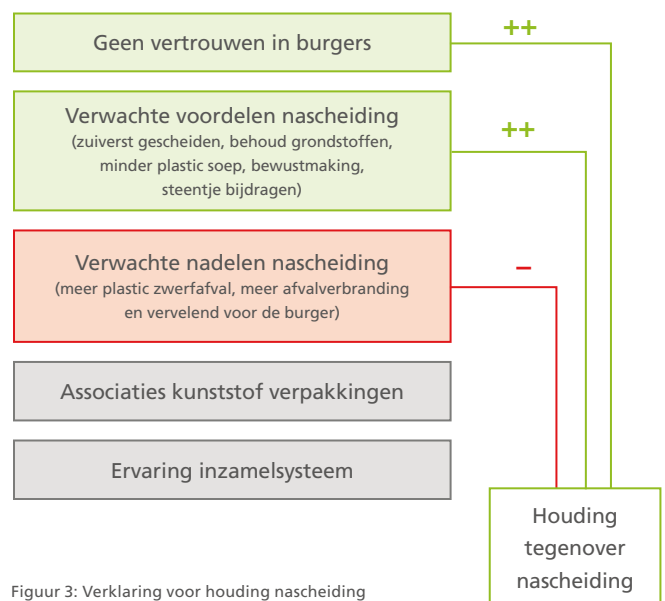 Geen vertrouwen in burgers
++
Verwachte voordelen nascheiding
(zuiverst gescheiden, behoud grondstoffen,
minder plastic soep, bewustmaking,
steentje bijdragen)
++
Verwachte nadelen nascheiding
(meer plastic zwerfafval, meer afvalverbranding
en vervelend voor de burger)
–
Associaties kunststof verpakkingen
Ervaring inzamelsysteem
Houding
tegenover
nascheiding
Figuur 3: Verklaring voor houding nascheiding